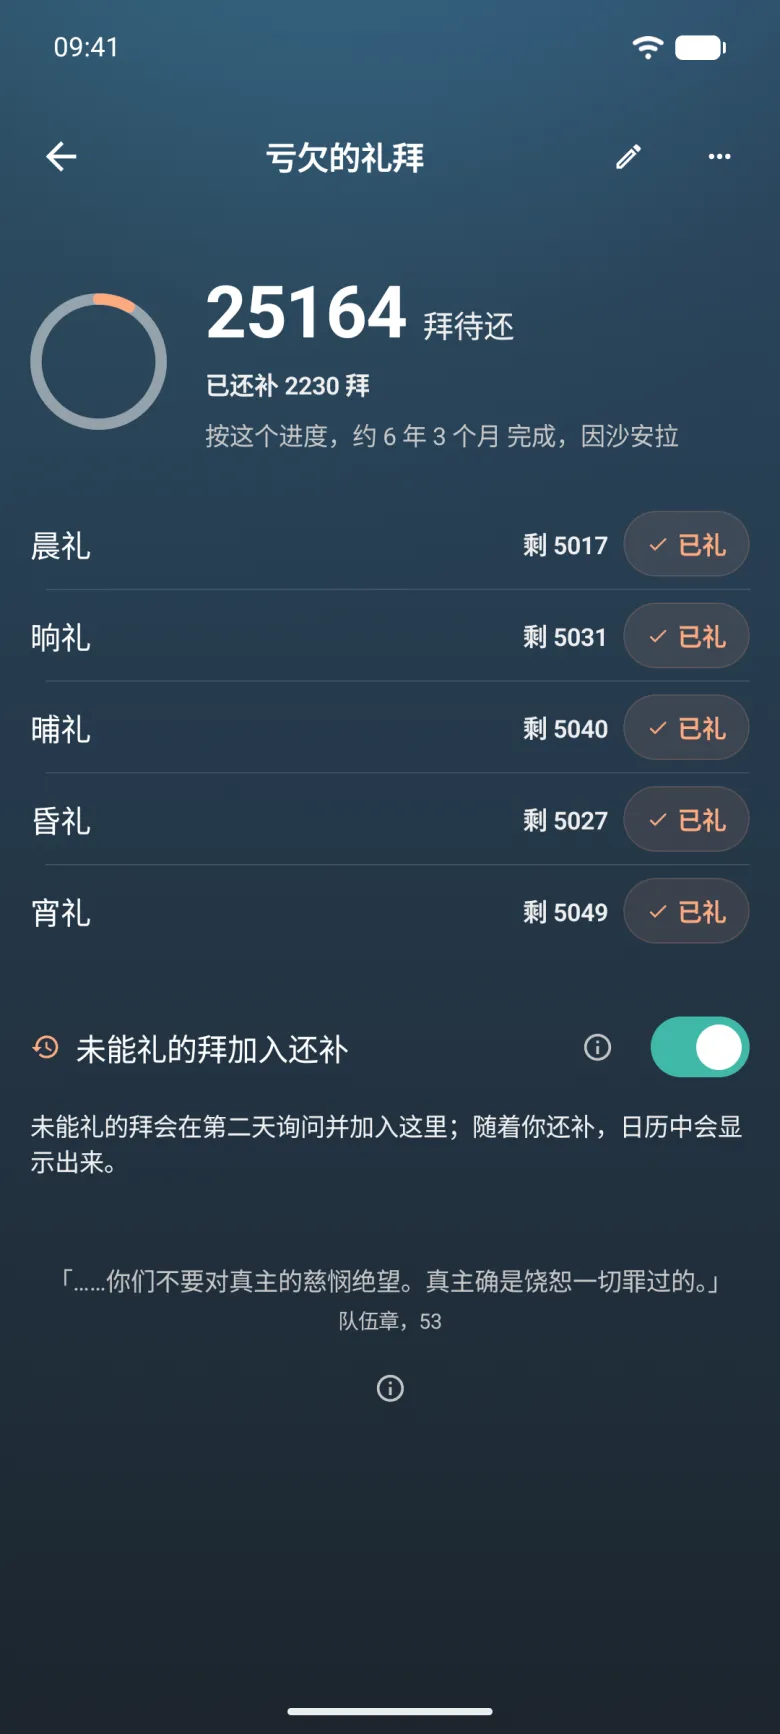 09:41
亏欠的礼拜
25164 拜待还
已还补 2230 拜
按这个进度，约 6 年 3 个月 完成，因沙安拉
晨礼 剩 5017 已礼
晌礼 剩 5031 已礼
晡礼 剩 5040 已礼
昏礼 剩 5027 已礼
宵礼 剩 5049 已礼
未能礼的拜加入还补
未能礼的拜会在第二天询问并加入这里；随着你还补，日历中会显
示出来。
「……你们不要对真主的慈悯绝望。真主确是饶恕一切罪过的。」
队伍章，53